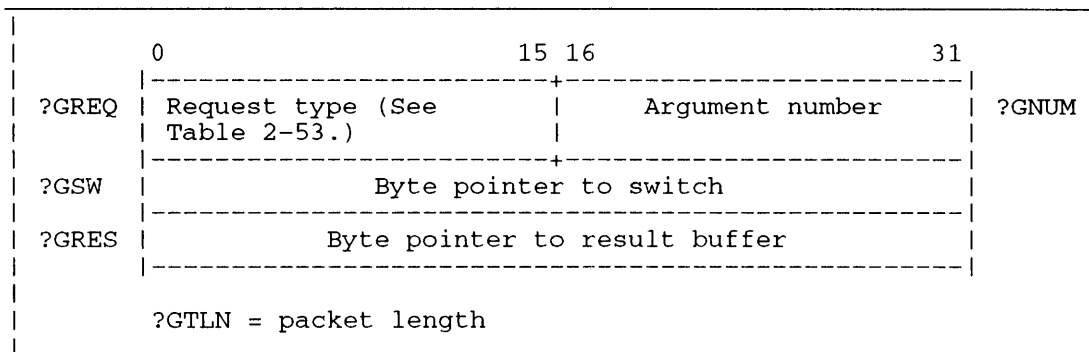 0 15 16 31
?GREQ Request type (See Argument number ?GNUM
Table 2-53.)
?GSW Byte pointer to switch
?GRES Byte pointer to result buffer
?GTLN = packet length